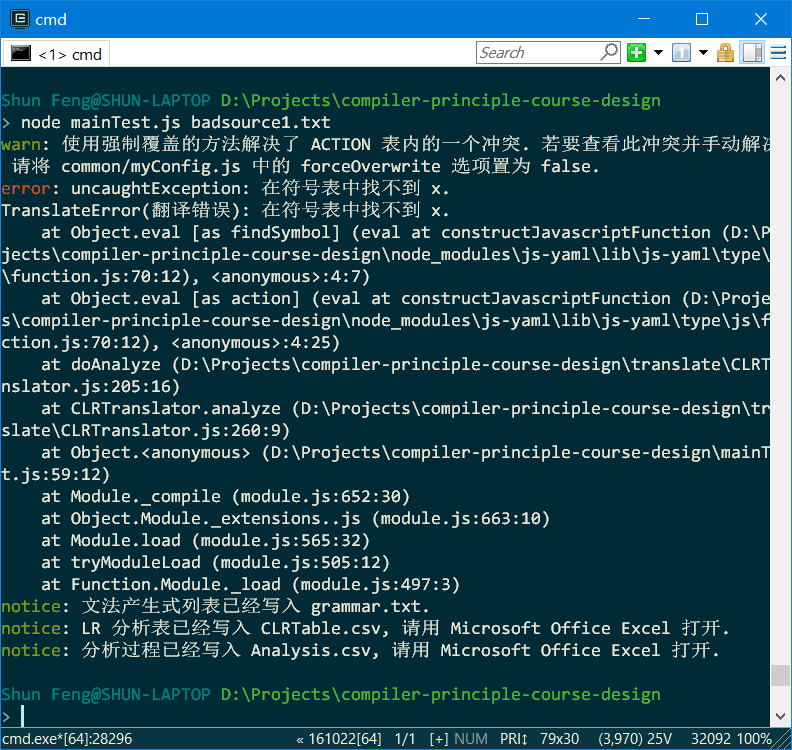 cmd
<1> cmd
Search
Shun Feng@SHUN-LAPTOP D:\Projects\compiler-principle-course-design
> node mainTest.js badsource1.txt
warn: 使用强制覆盖的方法解决了 ACTION 表内的一个冲突. 若要查看此冲突并手动解决
请将 common/myConfig.js 中的 forceOverwrite 选项置为 false.
error: uncaughtException: 在符号表中找不到 x.
TranslateError(翻译错误): 在符号表中找不到 x.
at Object.eval [as findSymbol] (eval at constructJavascriptFunction (D:\P
jects\compiler-principle-course-design\node_modules\js-yaml\lib\js-yaml\type\
\function.js:70:12), <anonymous>:4:7)
at Object.eval [as action] (eval at constructJavascriptFunction (D:\Proje
s\compiler-principle-course-design\node_modules\js-yaml\lib\js-yaml\type\js\f
ction.js:70:12), <anonymous>:4:25)
at doAnalyze (D:\Projects\compiler-principle-course-design\translate\CLRT
nslator.js:205:16)
at CLRTranslator.analyze (D:\Projects\compiler-principle-course-design\tr
slate\CLRTranslator.js:260:9)
at Object.<anonymous> (D:\Projects\compiler-principle-course-design\mainT
t.js:59:12)
at Module._compile (module.js:652:30)
at Object.Module._extensions..js (module.js:663:10)
at Module.load (module.js:565:32)
at tryModuleLoad (module.js:505:12)
at Function.Module._load (module.js:497:3)
notice: 文法产生式列表已经写入 grammar.txt.
notice: LR 分析表已经写入 CLRTable.csv, 请用 Microsoft Office Excel 打开.
notice: 分析过程已经写入 Analysis.csv, 请用 Microsoft Office Excel 打开.
Shun Feng@SHUN-LAPTOP D:\Projects\compiler-principle-course-design
>
cmd.exe*[64]:28296 « 161022[64] 1/1 [+] NUM PRI↕ 79x30 (3,970) 25V 32092 100%